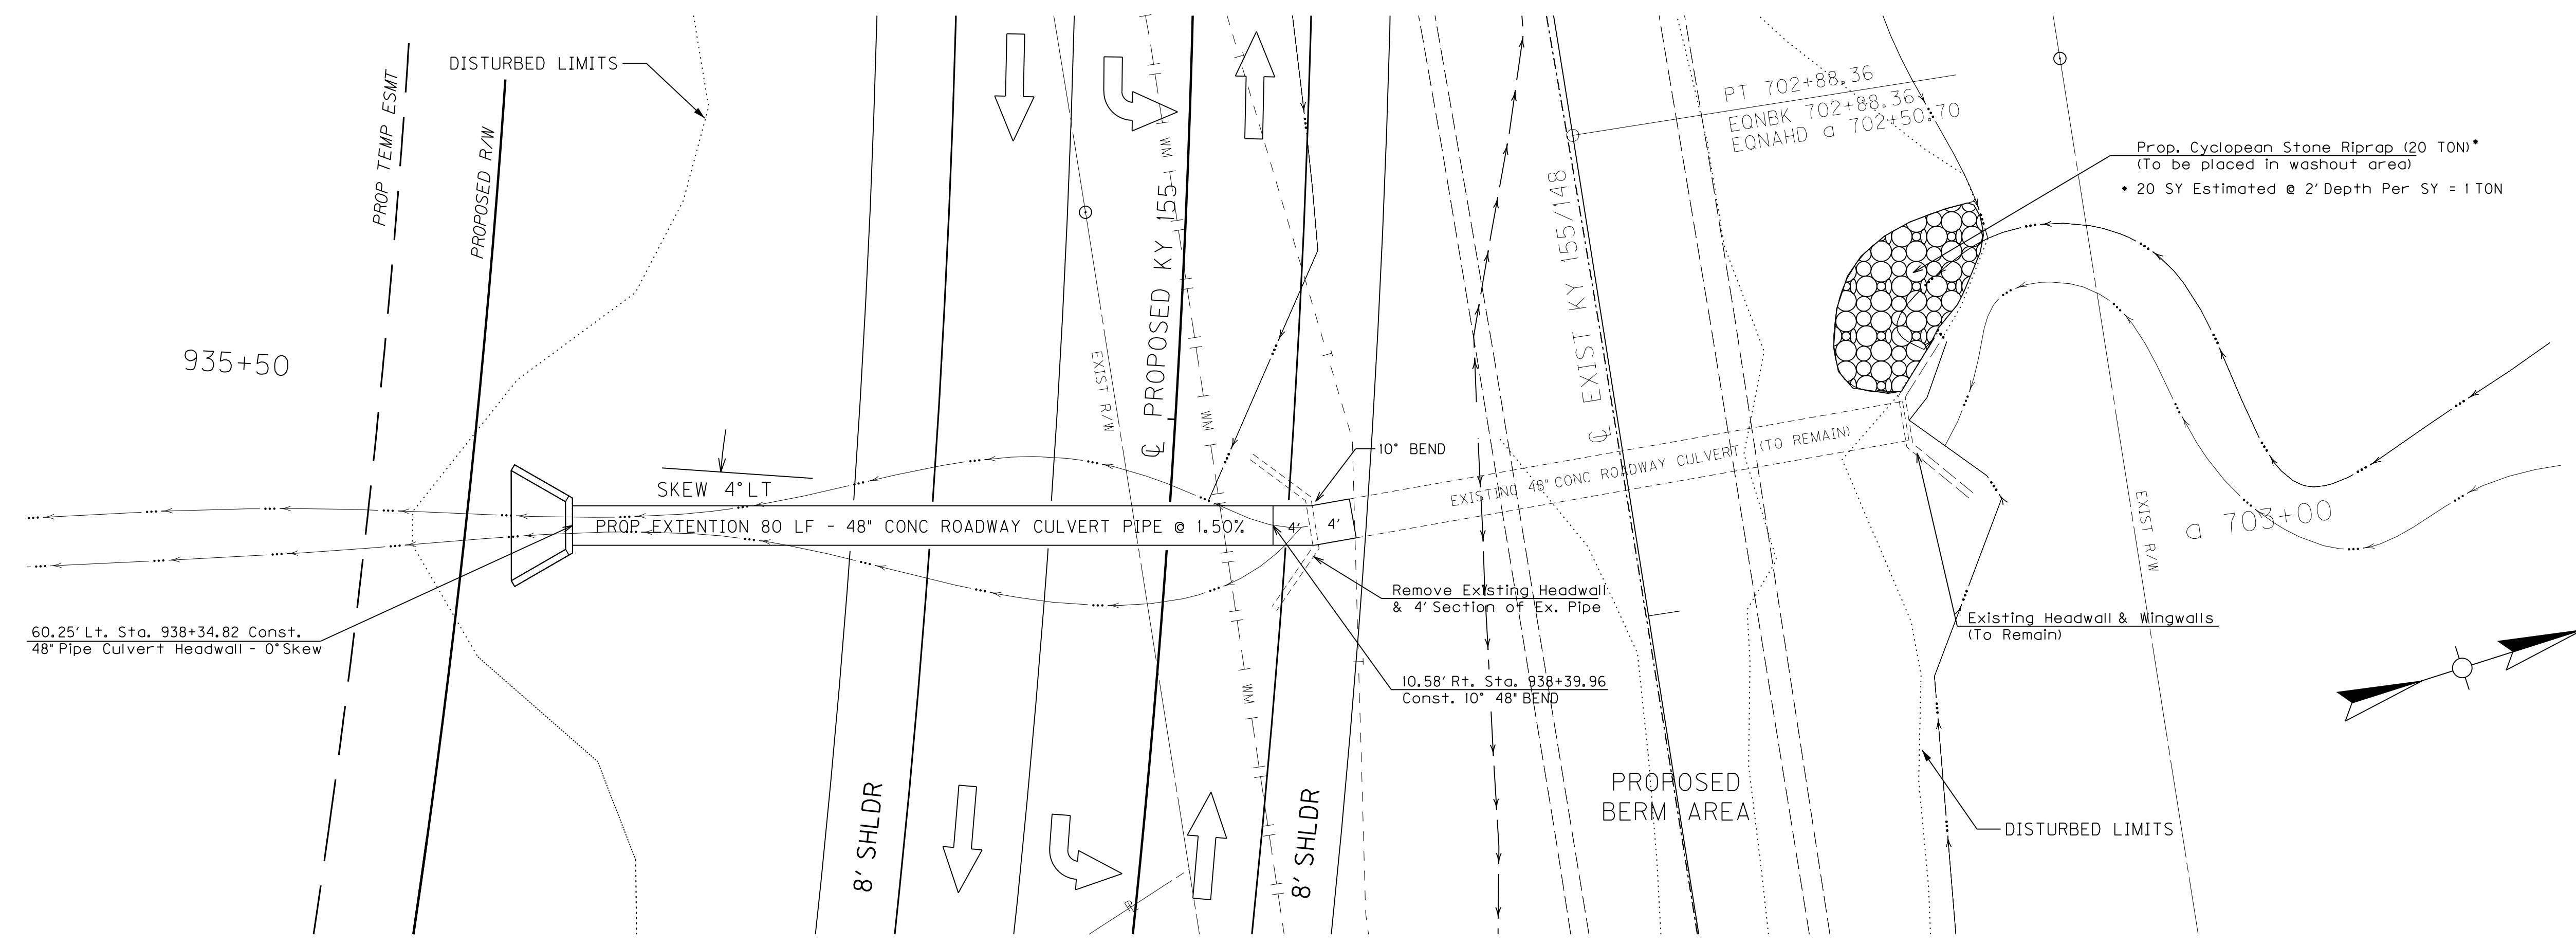 DISTURBED LIMITS
PROP TEMP ESMT
PROPOSED R/W
935+50
SKEW 4°LT
PROP EXTENTION 80 LF - 48" CONC ROADWAY CULVERT PIPE @ 1.50%
60.25' Lt. Sta. 938+34.82 Const.
48" Pipe Culvert Headwall - 0° Skew
8' SHLDR
EXIST R/W
℄ PROPOSED KY 155
WM
WM
WM
WM
T
T
4'
4'
10° BEND
Remove Existing Headwall
& 4' Section of Ex. Pipe
10.58' Rt. Sta. 938+39.96
Const. 10° 48" BEND
8' SHLDR
℄ EXIST KY 155/148
EXISTING 48" CONC ROADWAY CULVERT (TO REMAIN)
PROPOSED
BERM AREA
PT 702+88.36
EQNBK 702+88.36
EQNAHD a 702+50.70
Prop. Cyclopean Stone Riprap (20 TON)*
(To be placed in washout area)
* 20 SY Estimated @ 2' Depth Per SY = 1 TON
EXIST R/W
a 703+00
Existing Headwall & Wingwalls
(To Remain)
DISTURBED LIMITS